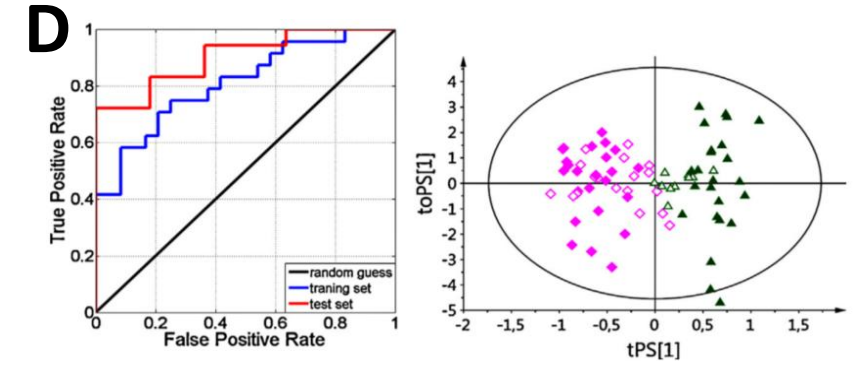 D
1
0.8
0.6
0.4
0.2
0
True Positive Rate
0 0.2 0.4 0.6 0.8 1
False Positive Rate
random guess
traning set
test set
4
3
2
1
0
-1
-2
-3
-4
-5
toPS[1]
-2 -1,5 -1 -0,5 0 0,5 1 1,5
tPS[1]